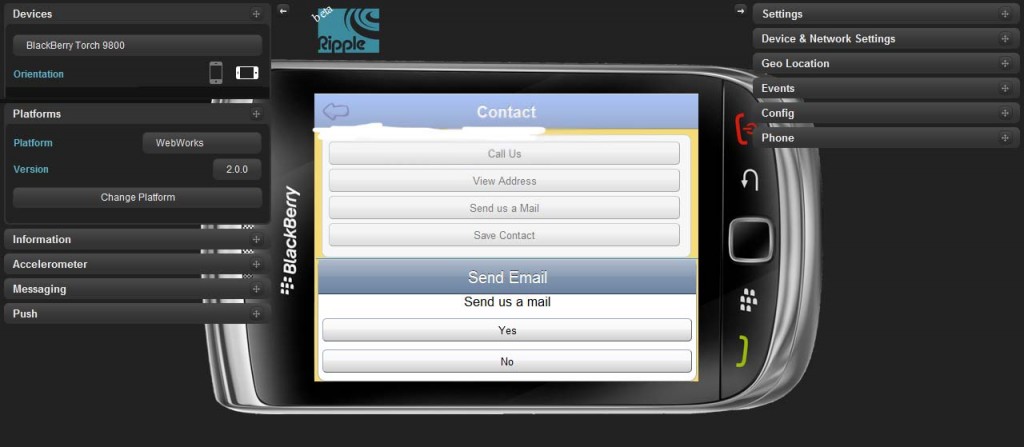 Devices
BlackBerry Torch 9800
Orientation
Platforms
Platform WebWorks
Version 2.0.0
Change Platform
Information
Accelerometer
Messaging
Push
beta
Ripple
BlackBerry
Contact
Call Us
View Address
Send us a Mail
Save Contact
Send Email
Send us a mail
Yes
No
Settings
Device & Network Settings
Geo Location
Events
Config
Phone